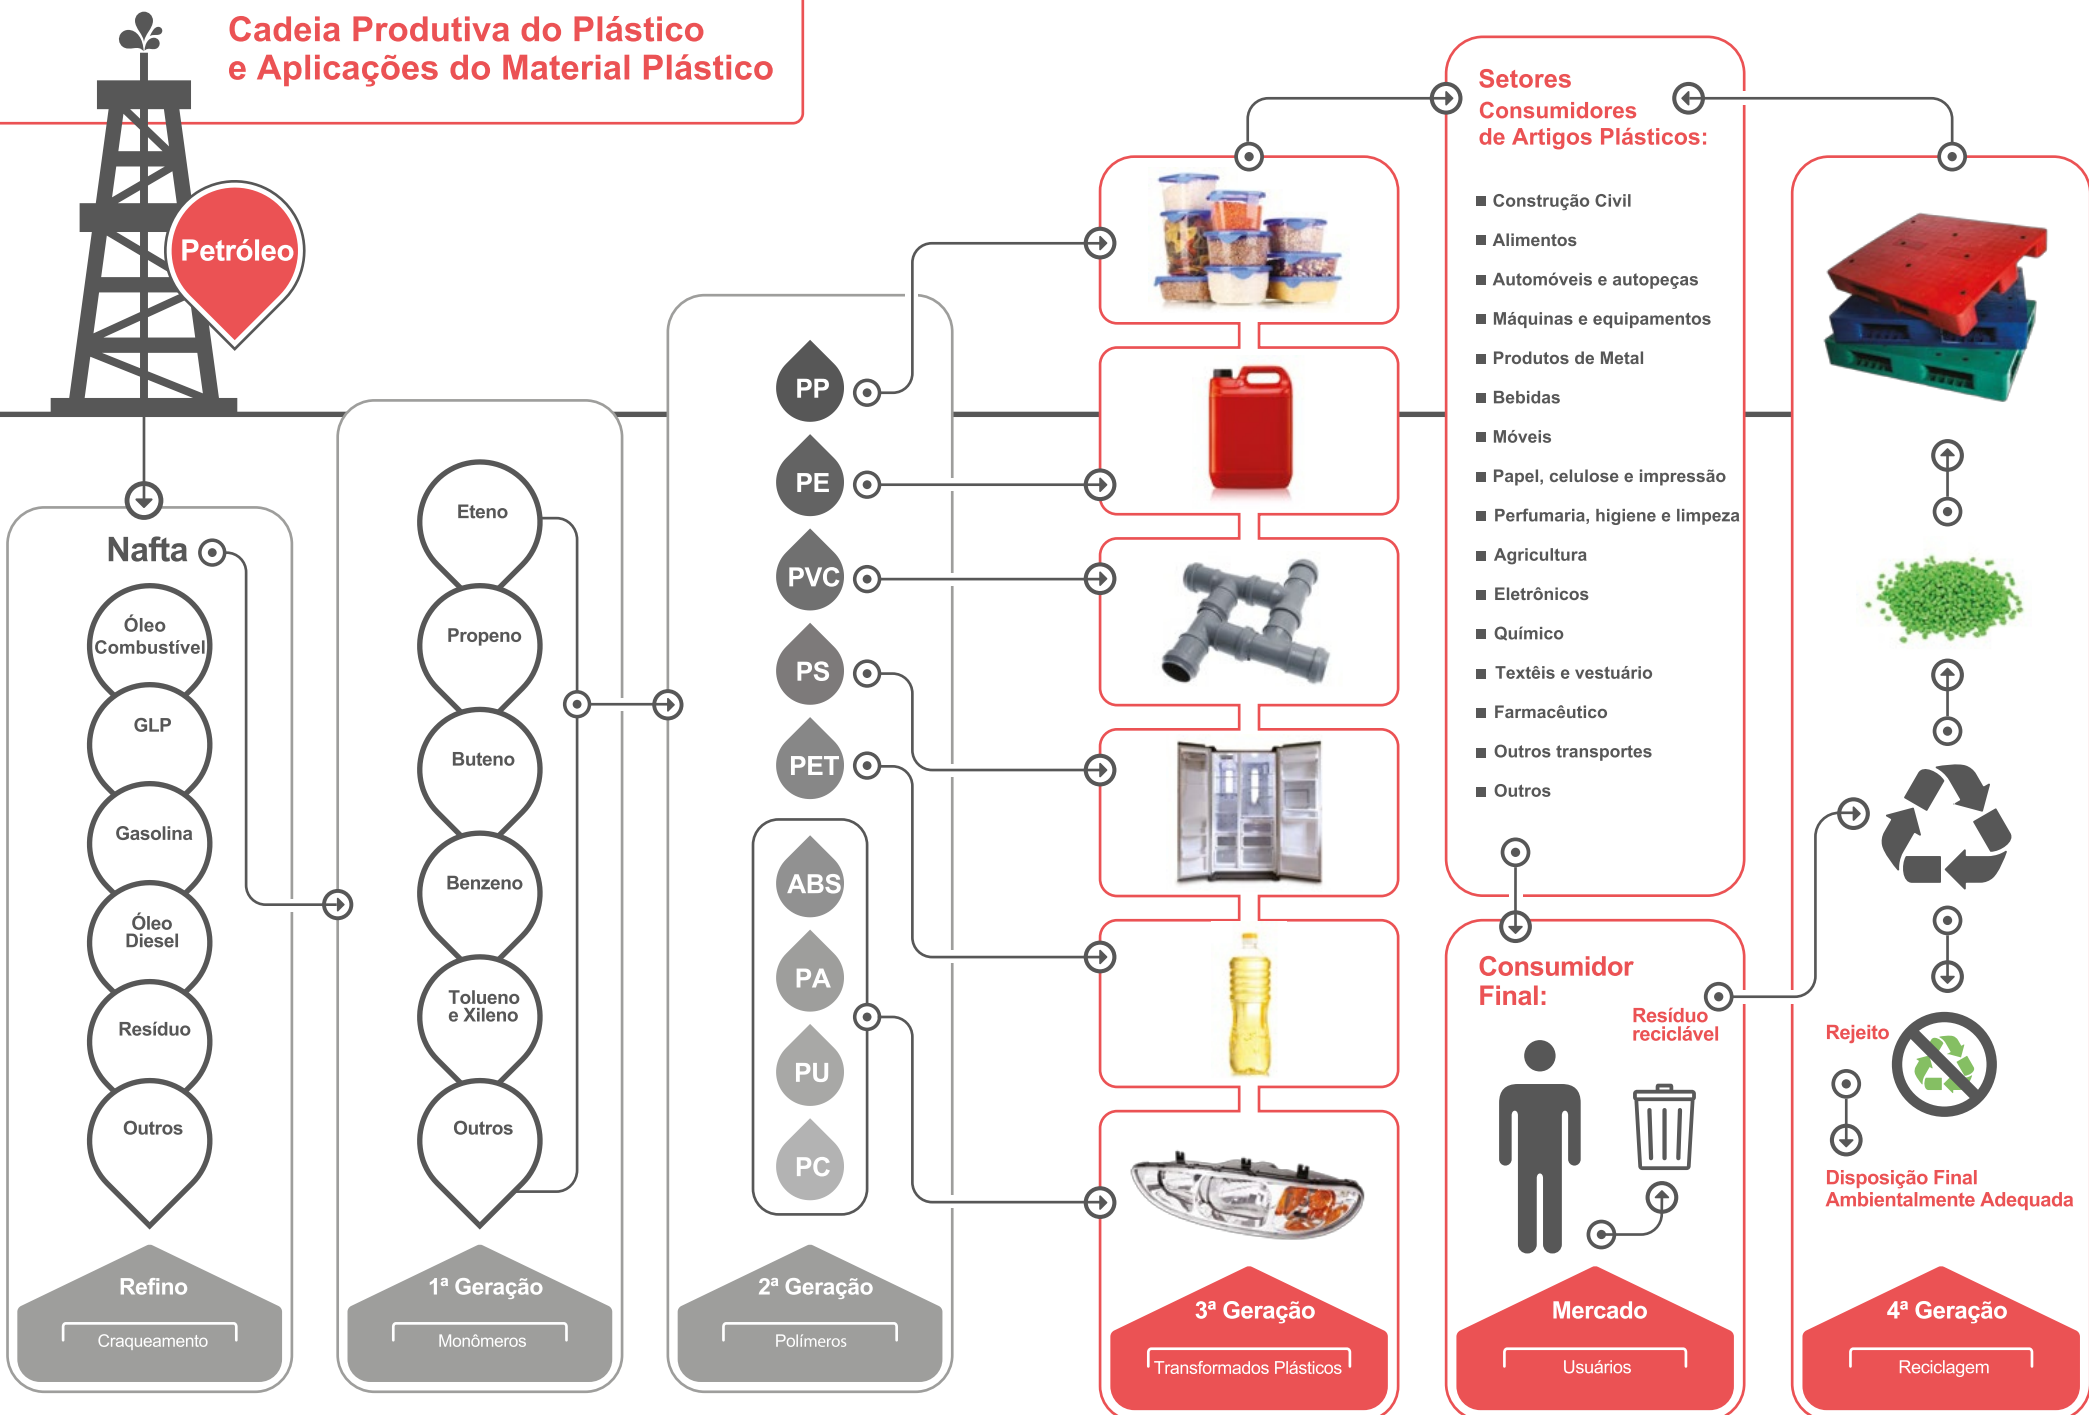 Cadeia Produtiva do Plástico
e Aplicações do Material Plástico
Petróleo
Nafta
Óleo
Combustível
GLP
Gasolina
Óleo
Diesel
Resíduo
Outros
Refino
Craqueamento
Eteno
Propeno
Buteno
Benzeno
Tolueno
e Xileno
Outros
1ª Geração
Monômeros
PP
PE
PVC
PS
PET
ABS
PA
PU
PC
2ª Geração
Polímeros
3ª Geração
Transformados Plásticos
Setores
Consumidores
de Artigos Plásticos:
Construção Civil
Alimentos
Automóveis e autopeças
Máquinas e equipamentos
Produtos de Metal
Bebidas
Móveis
Papel, celulose e impressão
Perfumaria, higiene e limpeza
Agricultura
Eletrônicos
Químico
Textêis e vestuário
Farmacêutico
Outros transportes
Outros
Consumidor
Final:
Resíduo
reciclável
Mercado
Usuários
Rejeito
Disposição Final
Ambientalmente Adequada
4ª Geração
Reciclagem